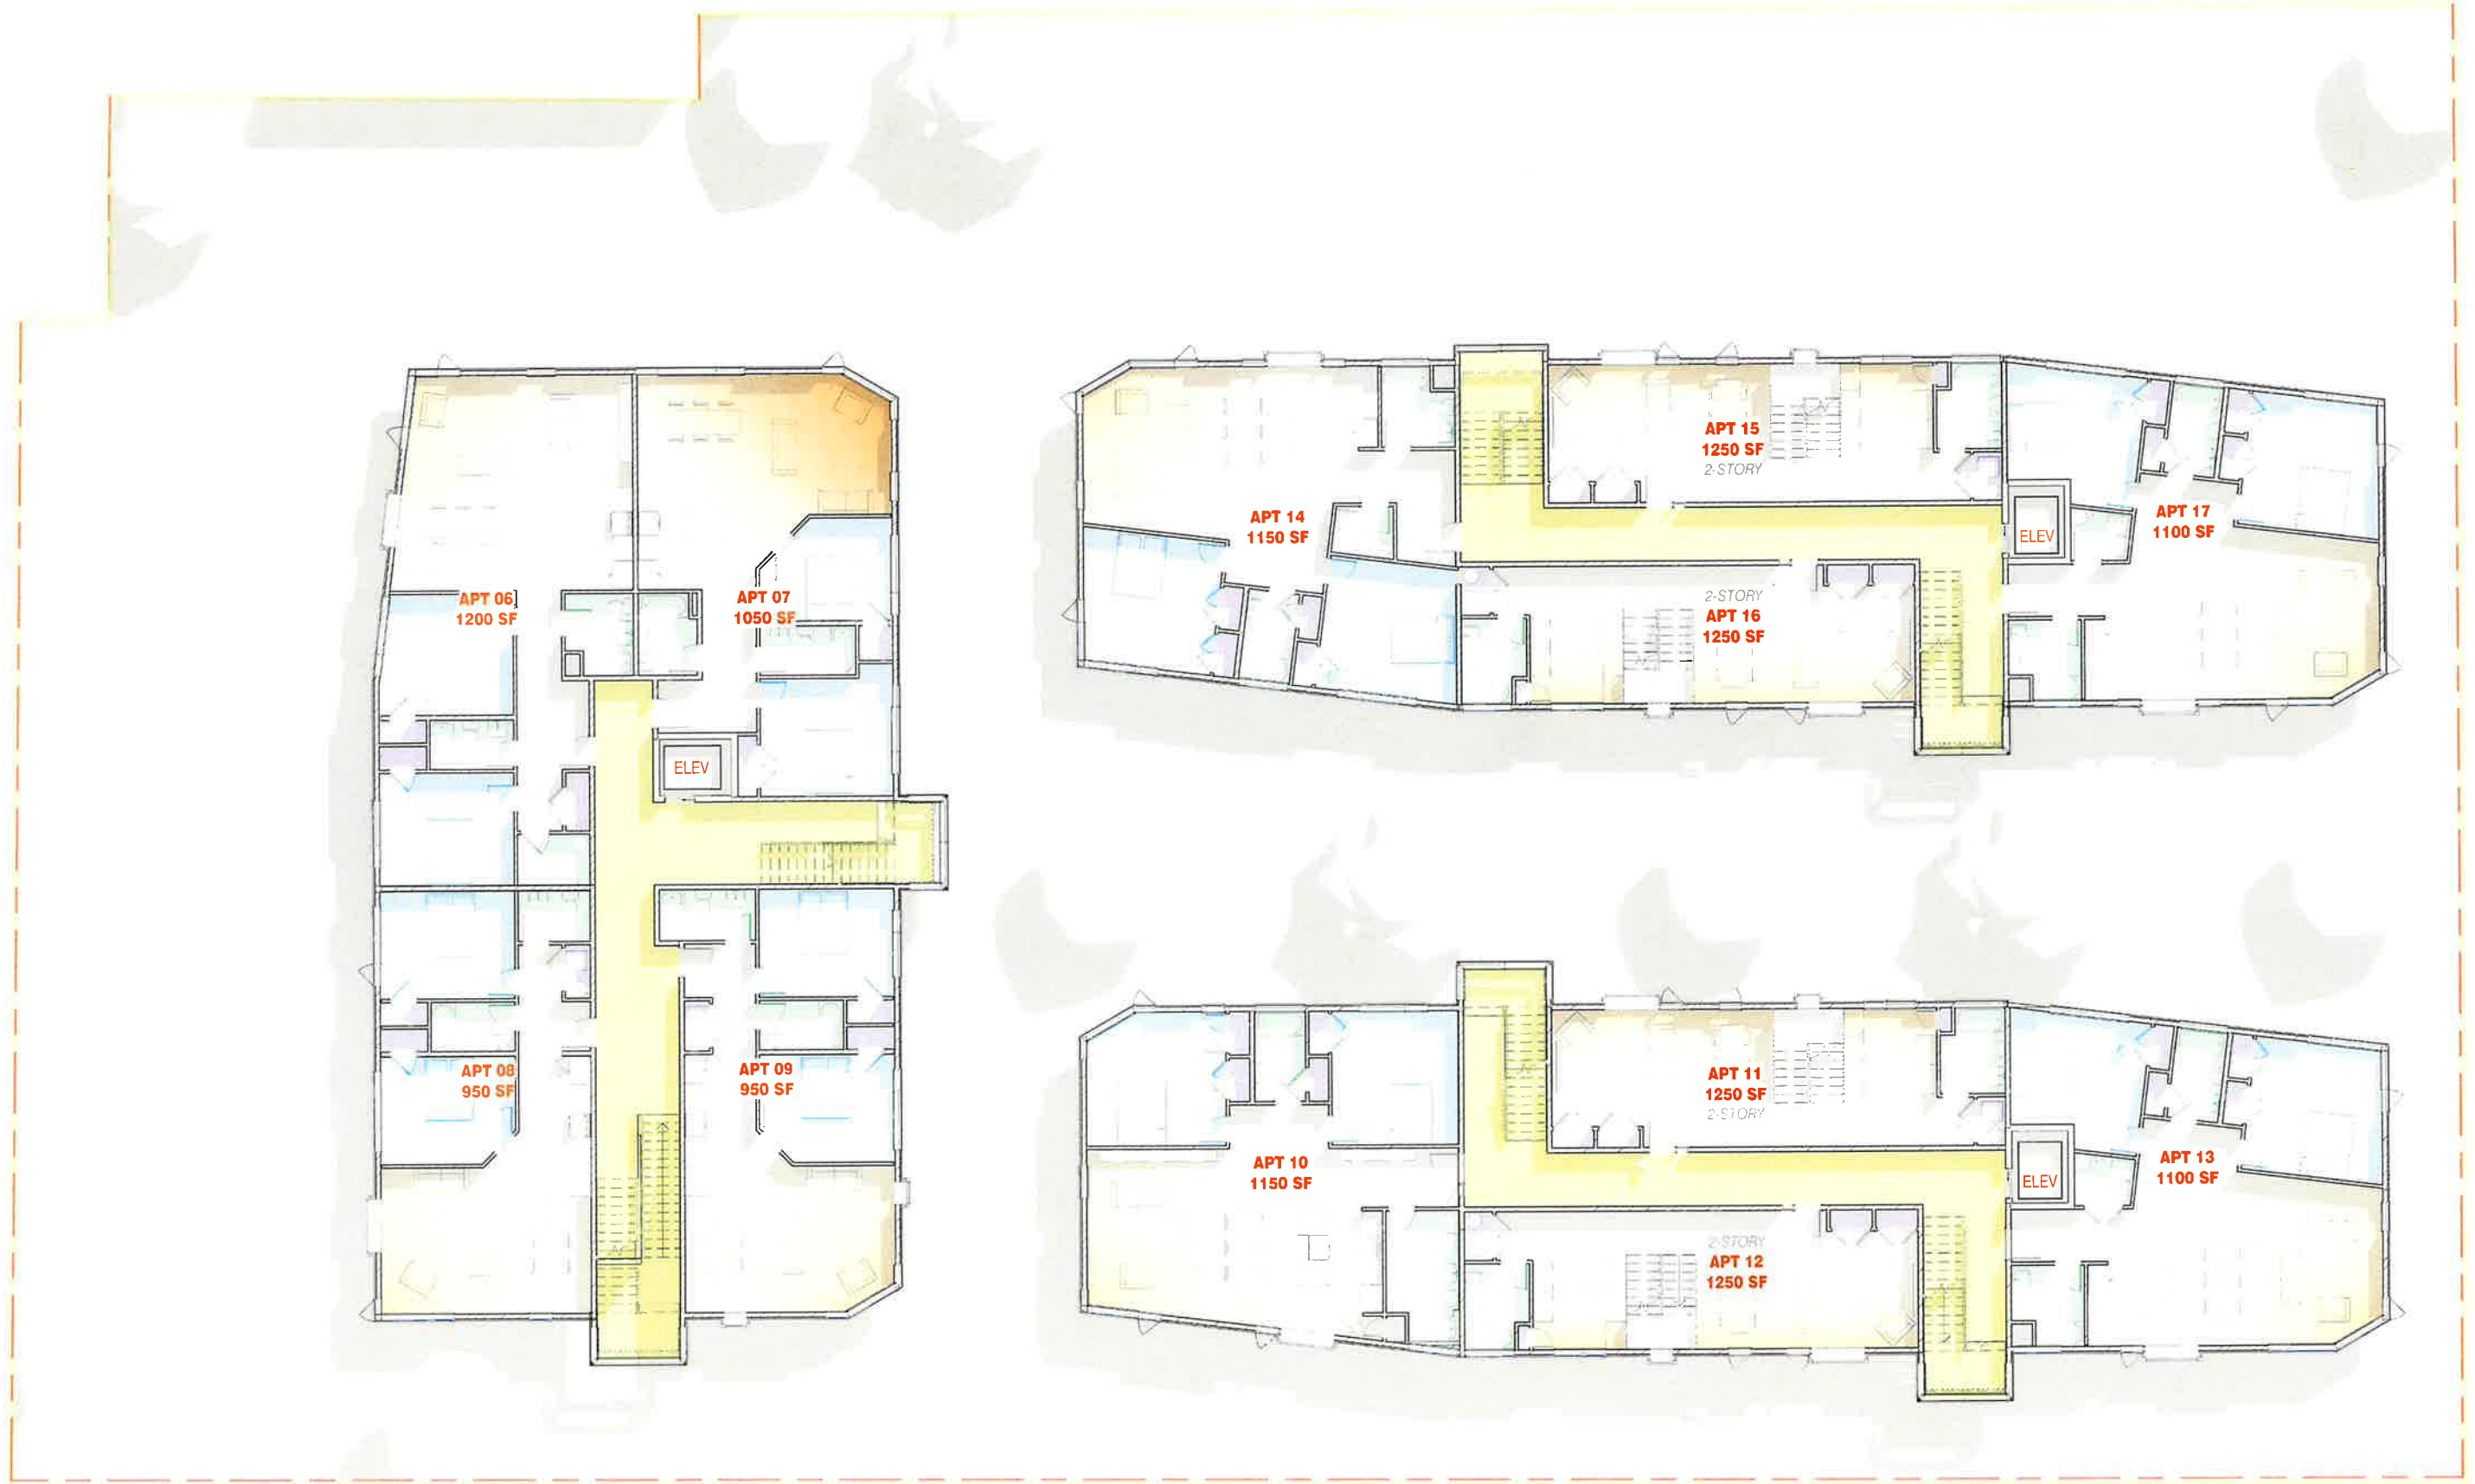 APT 06
1200 SF
APT 07
1050 SF
ELEV
APT 08
950 SF
APT 09
950 SF
APT 14
1150 SF
APT 15
1250 SF
2-STORY
2-STORY
APT 16
1250 SF
ELEV
APT 17
1100 SF
APT 10
1150 SF
APT 11
1250 SF
2-STORY
2-STORY
APT 12
1250 SF
ELEV
APT 13
1100 SF